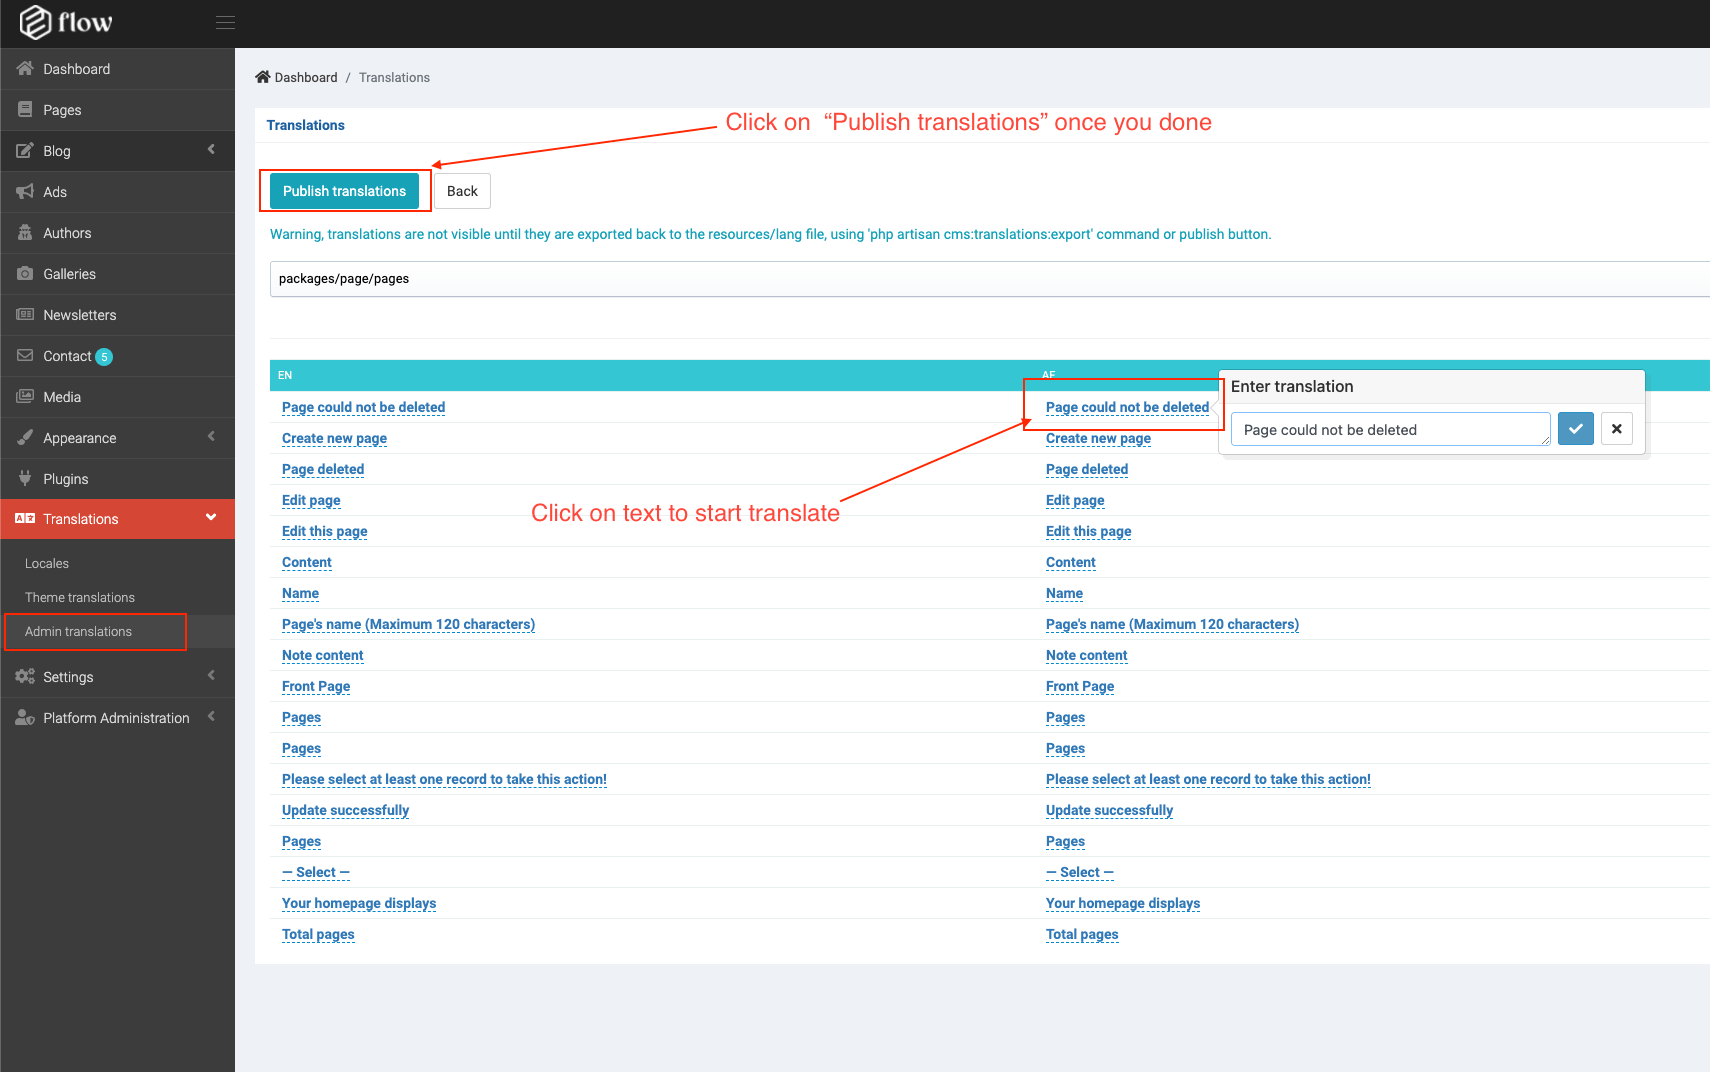 flow
Dashboard
Pages
Blog
Ads
Authors
Galleries
Newsletters
Contact 5
Media
Appearance
Plugins
Translations
Locales
Theme translations
Admin translations
Settings
Platform Administration
Dashboard / Translations
Translations
Click on “Publish translations” once you done
Publish translations Back
Warning, translations are not visible until they are exported back to the resources/lang file, using 'php artisan cms:translations:export' command or publish button.
packages/page/pages
EN AF
Enter translation
Page could not be deleted
Page could not be deleted Page could not be deleted
Create new page Create new page
Page deleted Page deleted
Edit page Edit page
Click on text to start translate
Edit this page Edit this page
Content Content
Name Name
Page's name (Maximum 120 characters) Page's name (Maximum 120 characters)
Note content Note content
Front Page Front Page
Pages Pages
Pages Pages
Please select at least one record to take this action! Please select at least one record to take this action!
Update successfully Update successfully
Pages Pages
— Select — — Select —
Your homepage displays Your homepage displays
Total pages Total pages